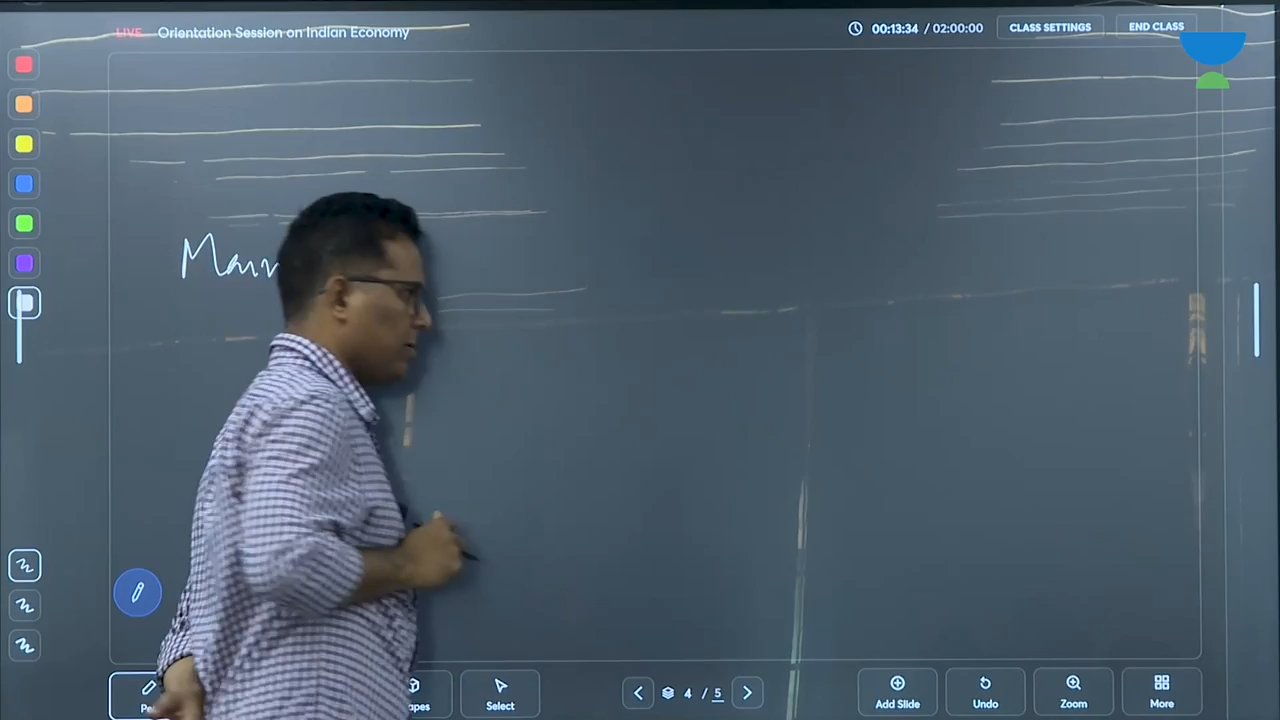 LIVE Orientation Session on Indian Economy
00:13:34 / 02:00:00
CLASS SETTINGS
END CLASS
Select
4 / 5
Add Slide
Undo
Zoom
More